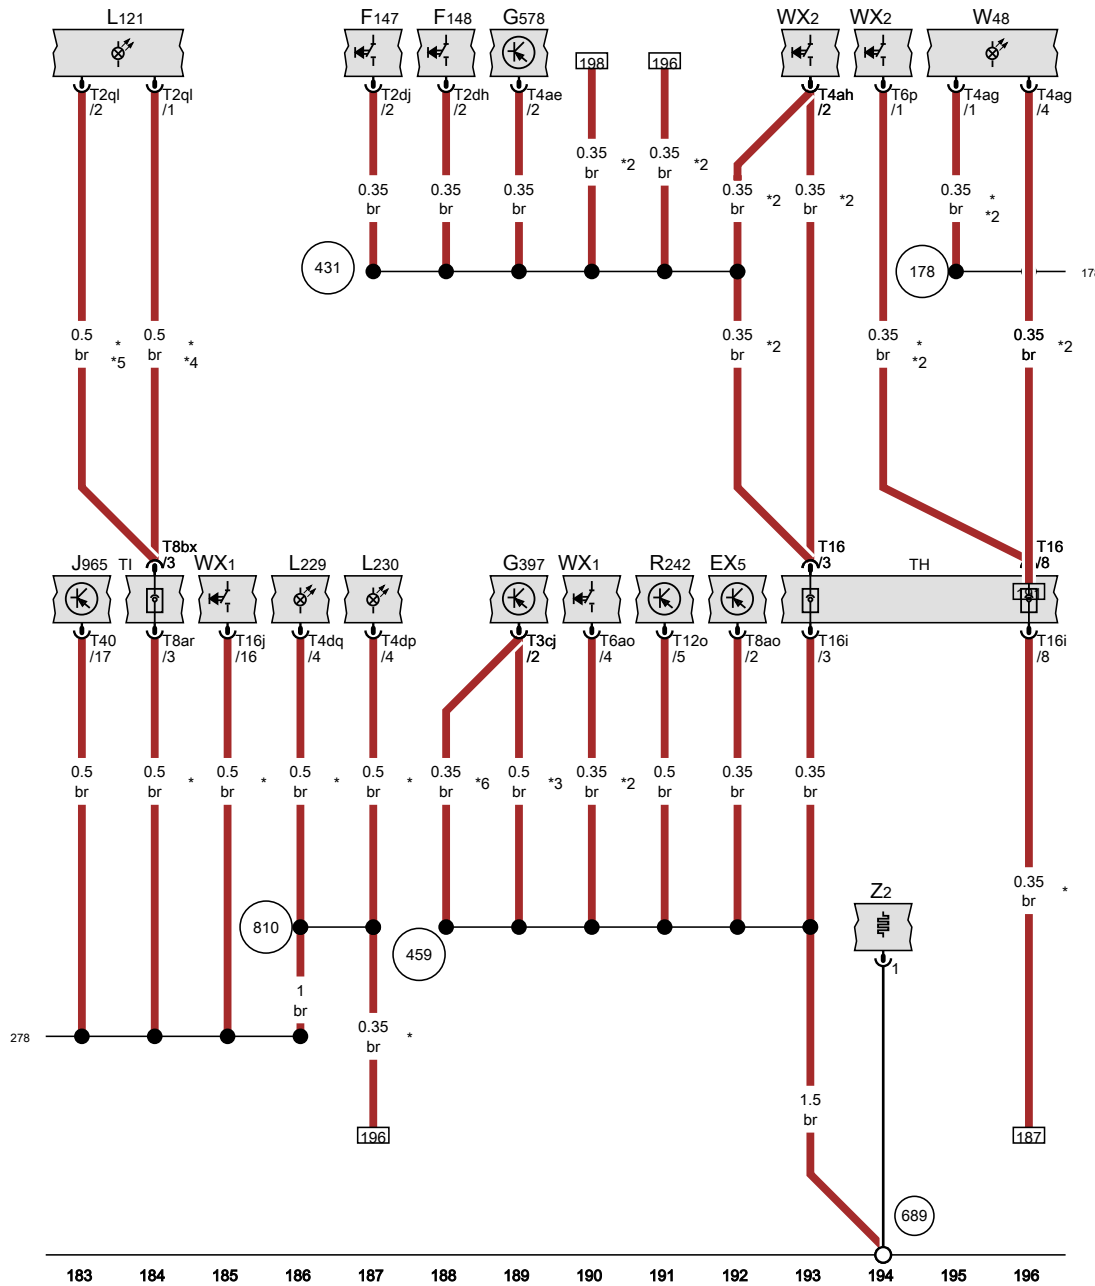 L121 F147 F148 G578 WX2 WX2 W48
198 196
T2ql/2 T2ql/1 T2dj/2 T2dh/2 T4ae/2 T4ah/2 T6p/1 T4ag/1 T4ag/4
0.35 br *2 0.35 br *2
0.35 br 0.35 br 0.35 br 0.35 br *2 0.35 br *2 0.35 br * *2
431 178
0.5 br * *5 0.5 br * *4 0.35 br *2 0.35 br * *2 0.35 br *2
T8bx/3 T16/3 T16/8
J965 TI WX1 L229 L230 G397 WX1 R242 EX5 TH
T40/17 T8ar/3 T16j/16 T4dq/4 T4dp/4 T3cj/2 T6ao/4 T12o/5 T8ao/2 T16i/3 T16i/8
0.5 br 0.5 br * 0.5 br * 0.5 br * 0.5 br * 0.35 br *6 0.5 br *3 0.35 br *2 0.5 br 0.35 br 0.35 br
0.35 br *
Z2
810 459
1
1 br
278 0.35 br *
1.5 br
196 187
689
183 184 185 186 187 188 189 190 191 192 193 194 195 196